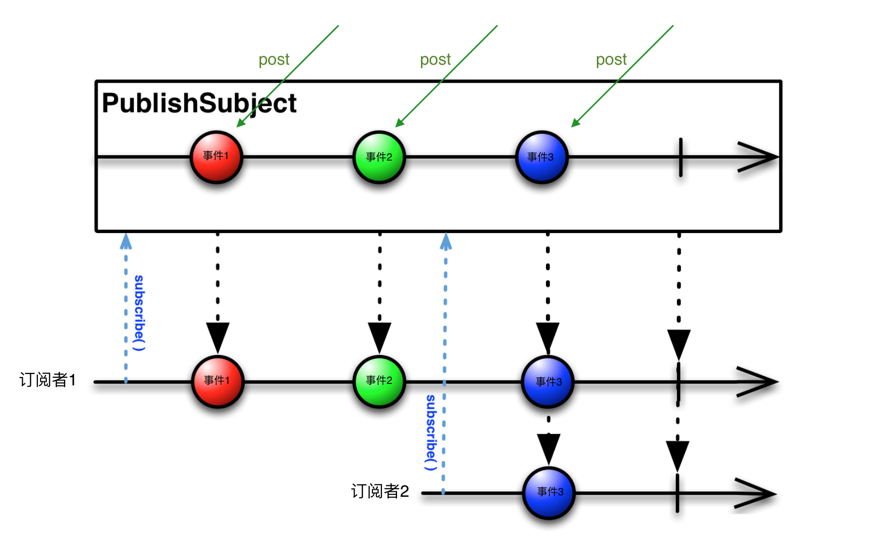 post
post
post
PublishSubject
事件1
事件2
事件3
subscribe( )
订阅者1
事件1
事件2
事件3
subscribe( )
订阅者2
事件3